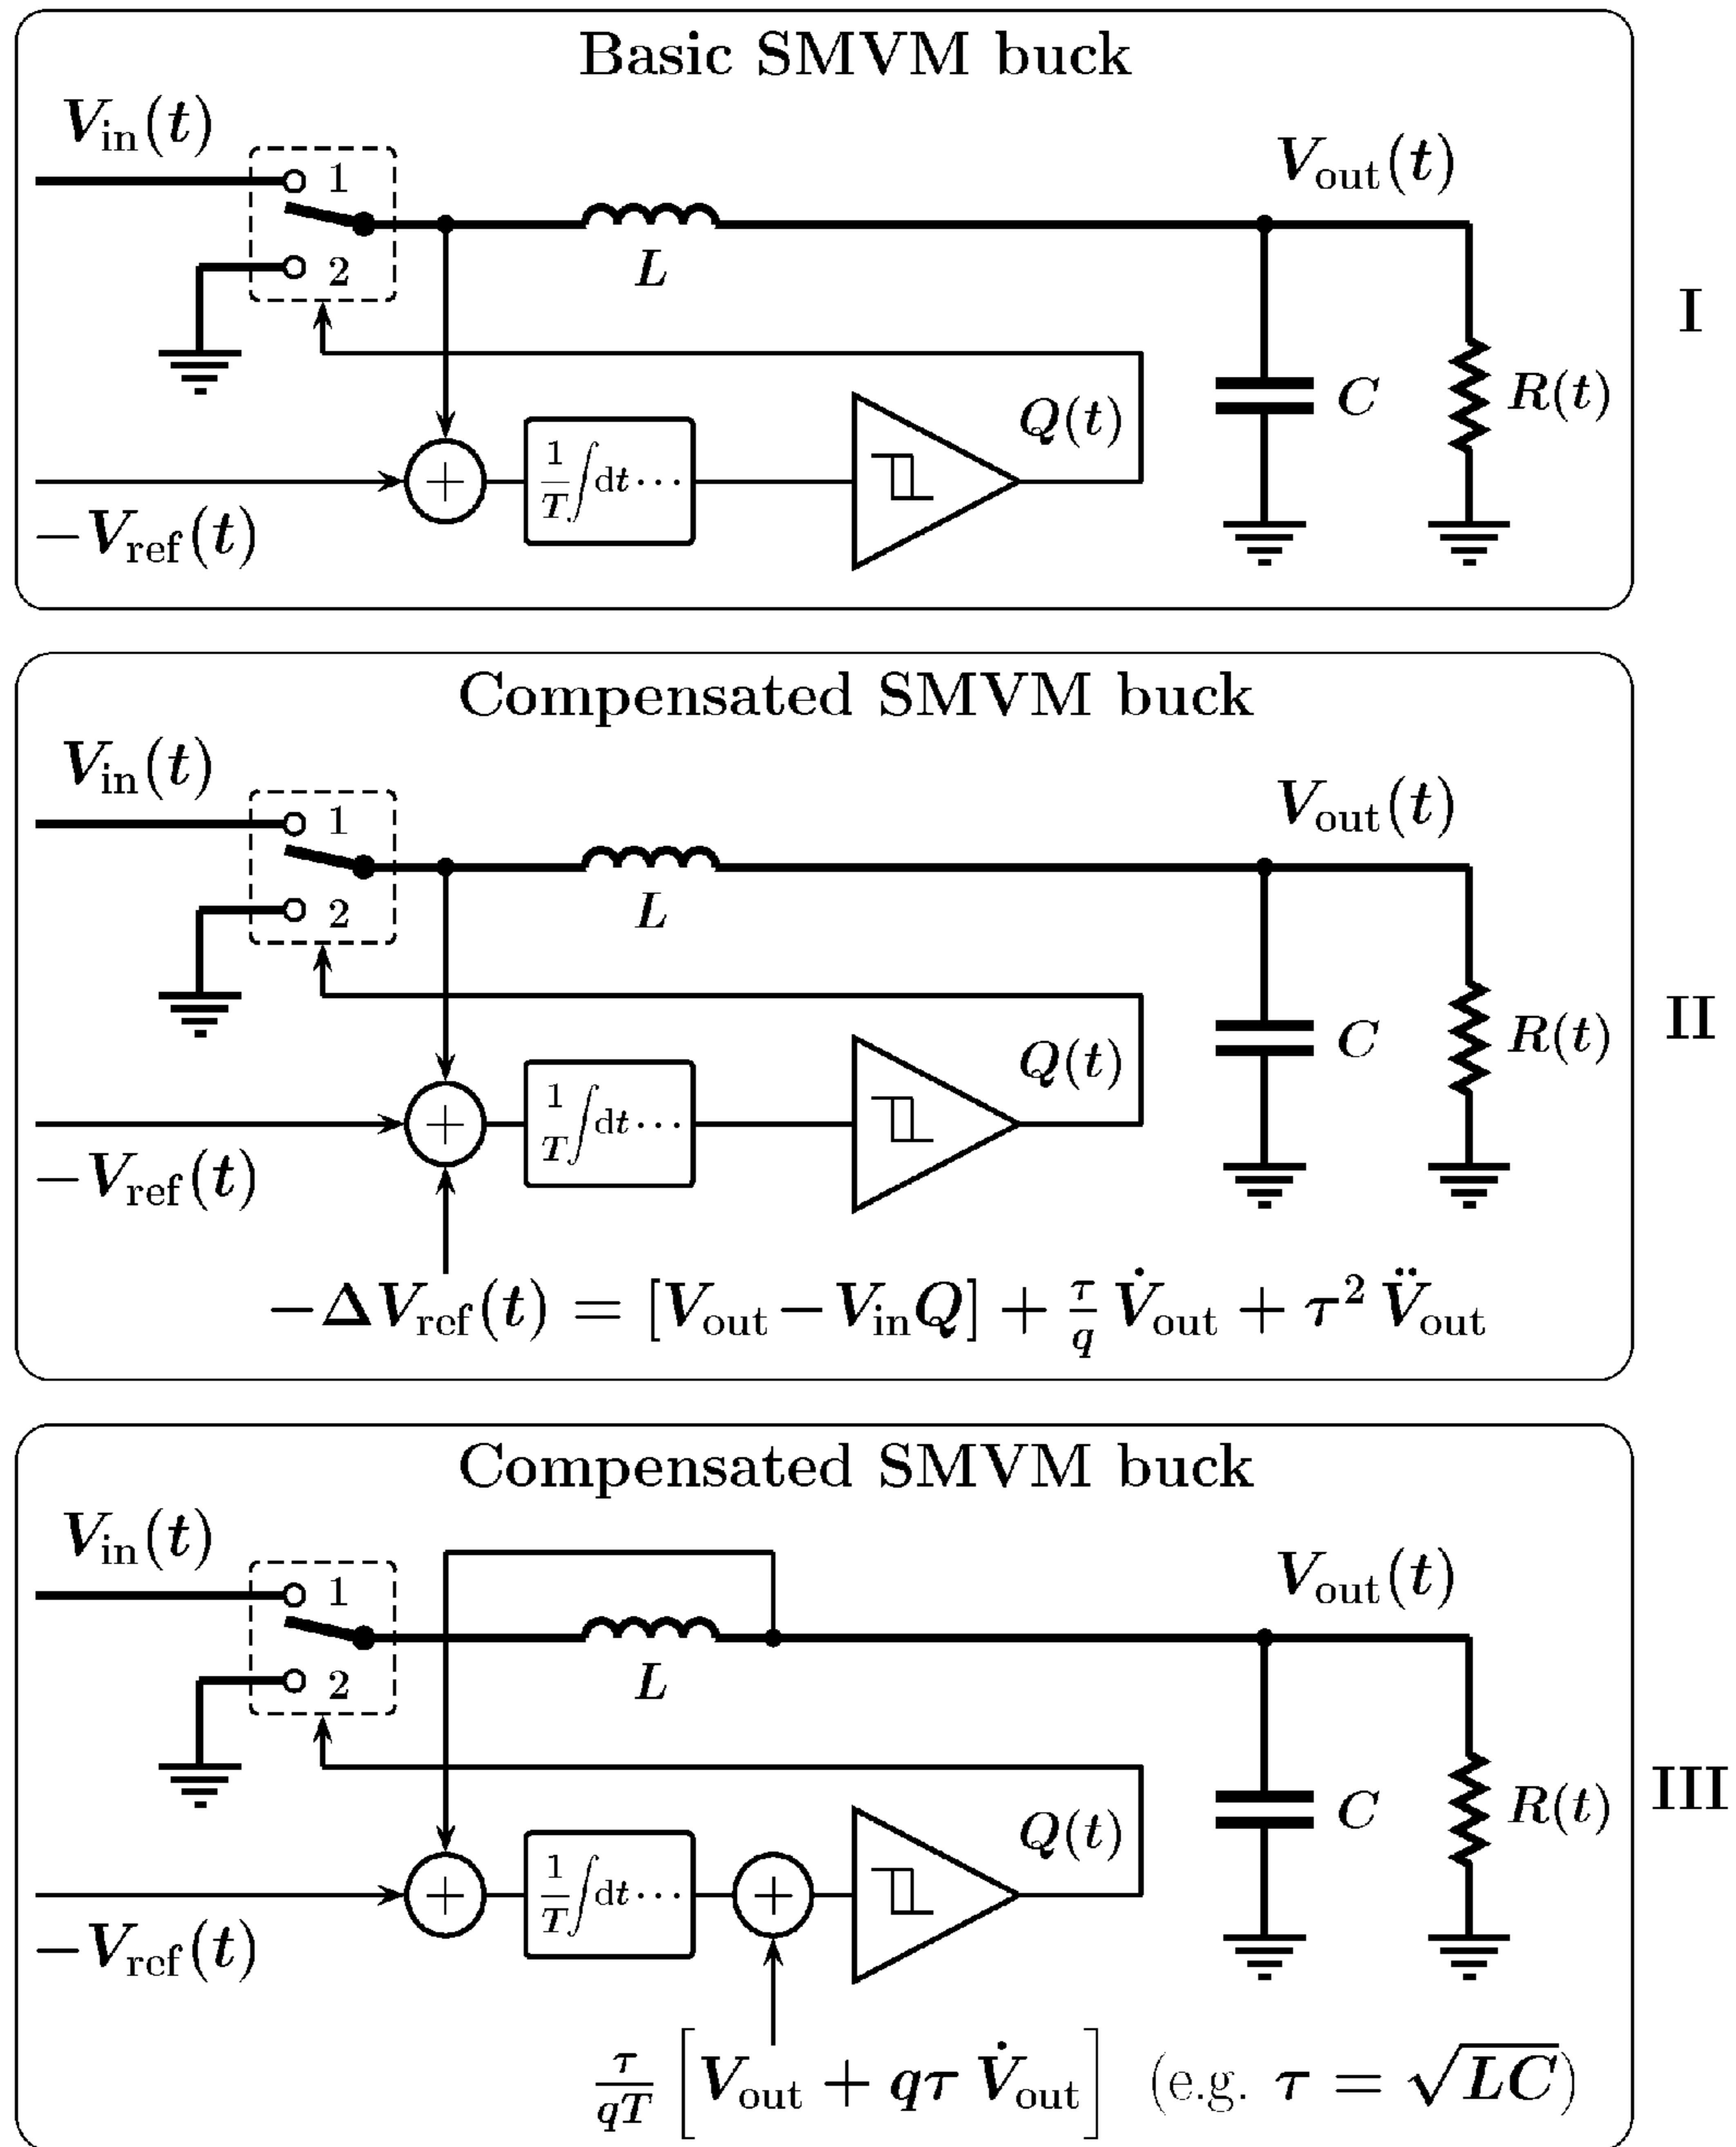 Basic SMVM buck
V_in(t)
1
V_out(t)
2
L
I
Q(t)
C
R(t)
+
1/T ∫dt ⋯
−V_ref(t)
Compensated SMVM buck
V_in(t)
1
V_out(t)
2
L
II
Q(t)
C
R(t)
+
1/T ∫dt ⋯
−V_ref(t)
−ΔV_ref(t) = [V_out − V_in Q] + τ/q V̇_out + τ² V̈_out
Compensated SMVM buck
V_in(t)
1
V_out(t)
2
L
III
Q(t)
C
R(t)
+
1/T ∫dt ⋯
+
−V_ref(t)
τ/qT [V_out + qτ V̇_out] (e.g. τ = √LC)